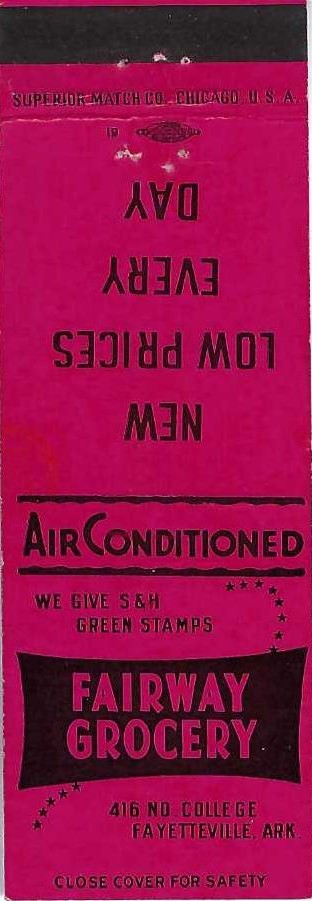 SUPERIOR MATCH CO., CHICAGO, U.S.A.
19
NEW
LOW PRICES
EVERY
DAY
AIR CONDITIONED
WE GIVE S&H
GREEN STAMPS
FAIRWAY
GROCERY
416 NO. COLLEGE
FAYETTEVILLE, ARK.
CLOSE COVER FOR SAFETY